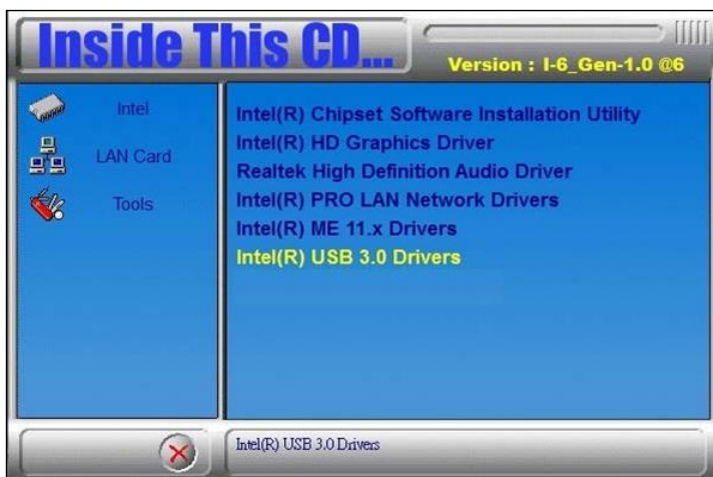 Inside This CD...
Version : I-6_Gen-1.0 @6
Intel
LAN Card
Tools
Intel(R) Chipset Software Installation Utility
Intel(R) HD Graphics Driver
Realtek High Definition Audio Driver
Intel(R) PRO LAN Network Drivers
Intel(R) ME 11.x Drivers
Intel(R) USB 3.0 Drivers
Intel(R) USB 3.0 Drivers